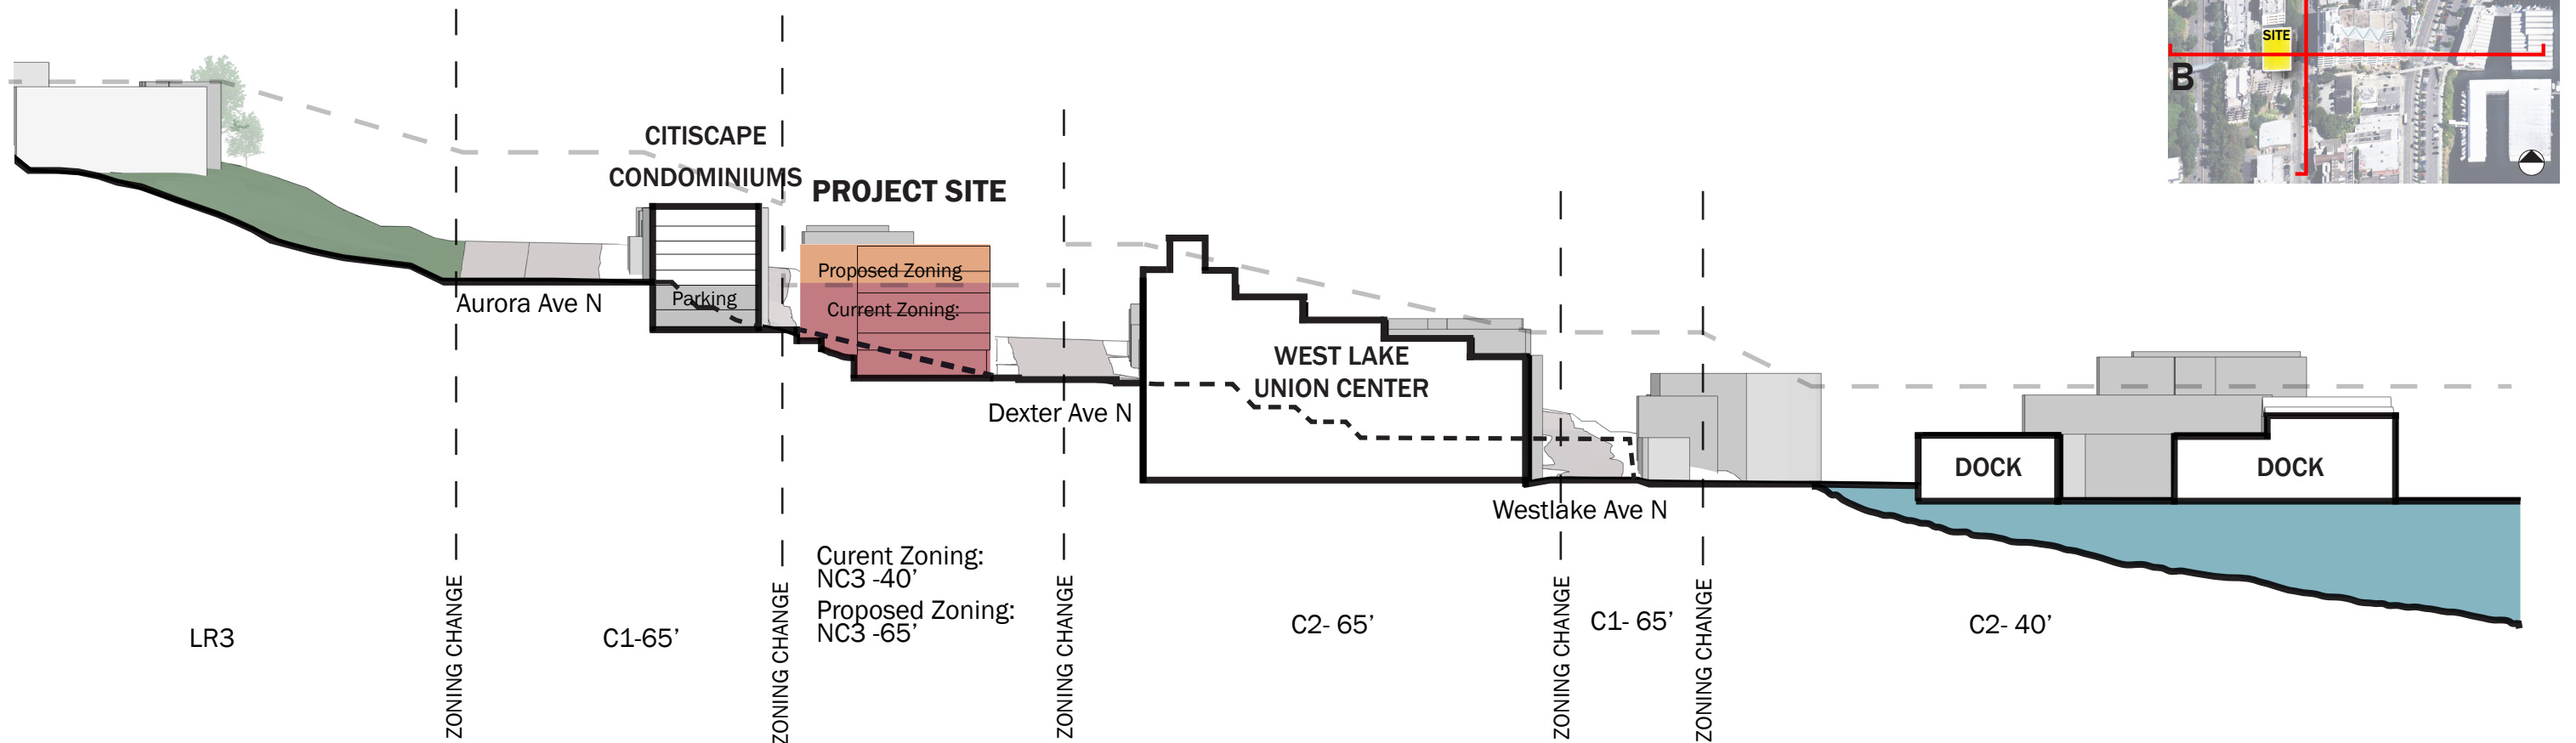 SITE
B
CITISCAPE
CONDOMINIUMS
PROJECT SITE
Proposed Zoning
Current Zoning:
Parking
Aurora Ave N
Dexter Ave N
WEST LAKE
UNION CENTER
Westlake Ave N
DOCK
DOCK
Curent Zoning:
NC3 -40’
Proposed Zoning:
NC3 -65’
LR3
C1-65’
C2- 65’
C1- 65’
C2- 40’
ZONING CHANGE
ZONING CHANGE
ZONING CHANGE
ZONING CHANGE
ZONING CHANGE